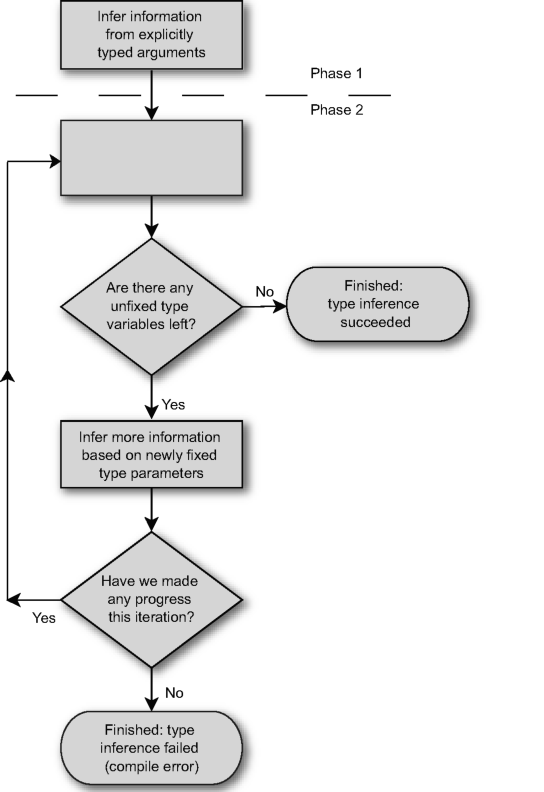 Infer information
from explicitly
typed arguments
Phase 1
Phase 2
Are there any
unfixed type
variables left?
No
Finished:
type inference
succeeded
Yes
Infer more information
based on newly fixed
type parameters
Have we made
any progress
this iteration?
Yes
No
Finished: type
inference failed
(compile error)